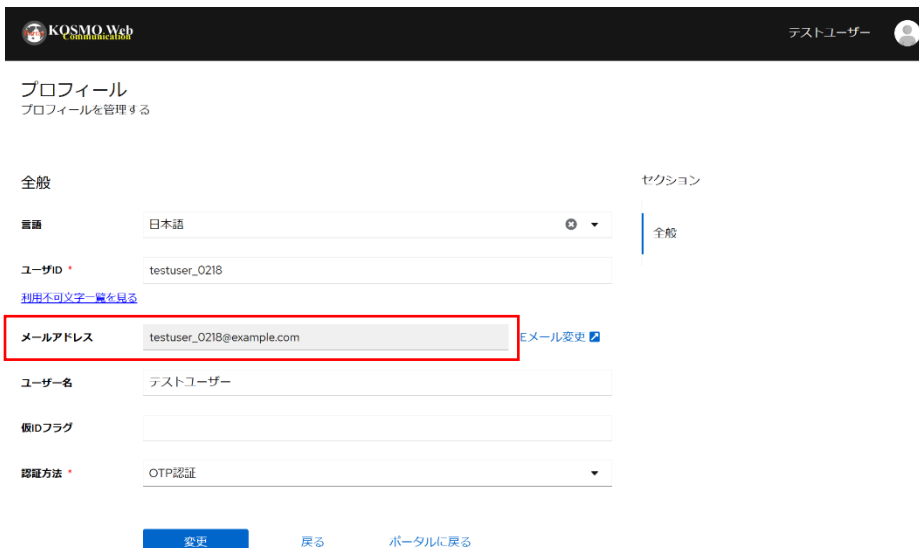 KOSMO Web
Communication
テストユーザー
プロフィール
プロフィールを管理する
全般
セクション
言語
日本語
全般
ユーザID *
testuser_0218
利用不可文字一覧を見る
メールアドレス
testuser_0218@example.com
Eメール変更
ユーザー名
テストユーザー
仮IDフラグ
認証方法 *
OTP認証
変更
戻る
ポータルに戻る